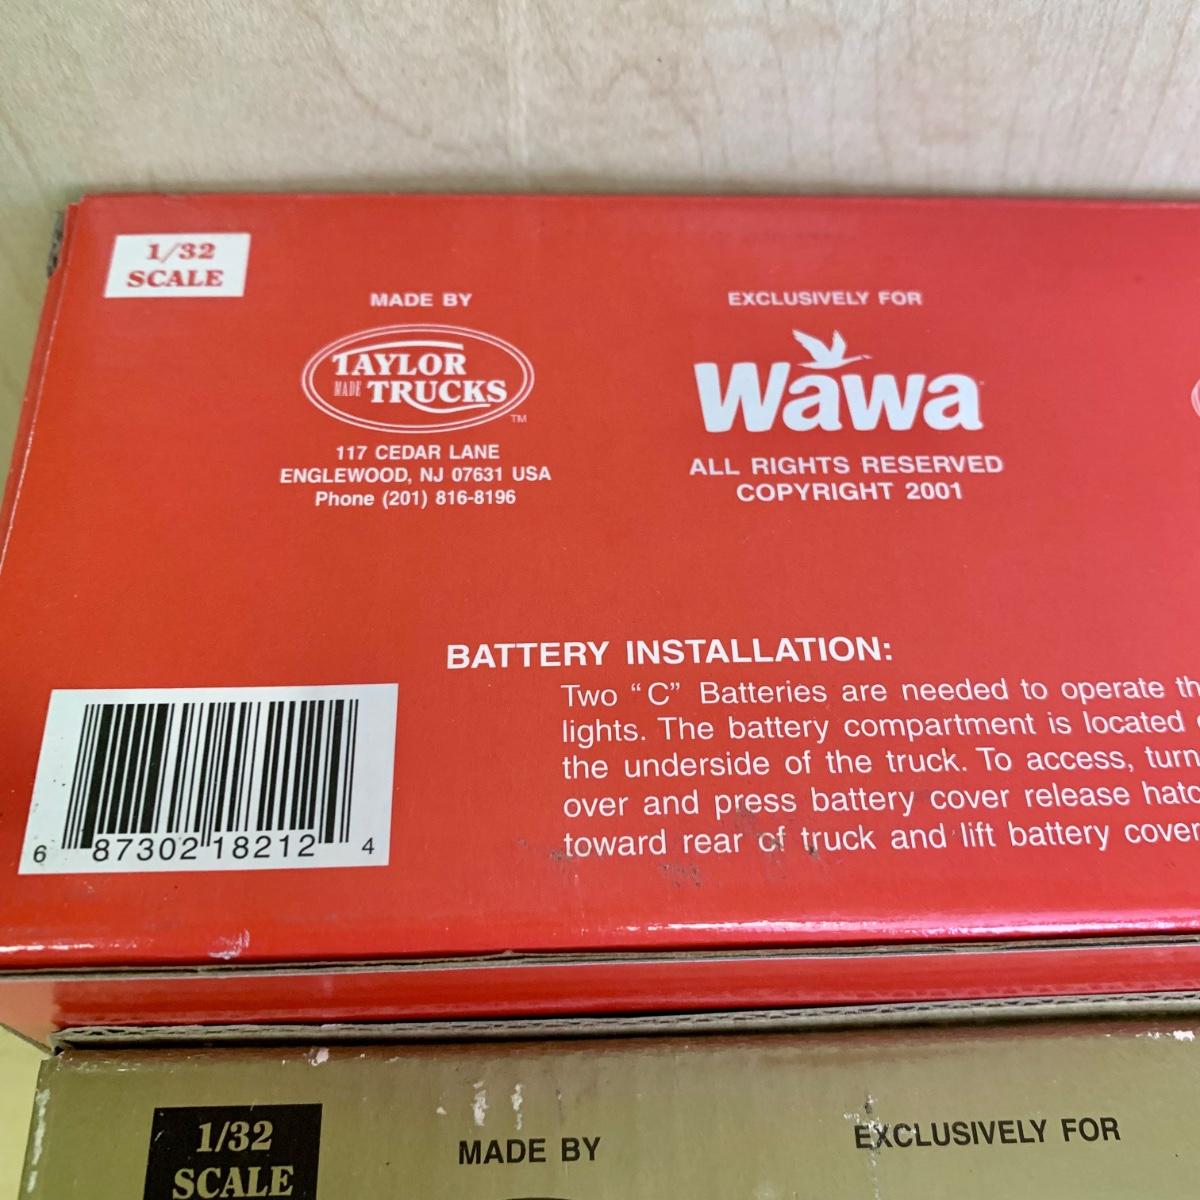 1/32
SCALE
MADE BY
TAYLOR
MADE TRUCKS
TM
117 CEDAR LANE
ENGLEWOOD, NJ 07631 USA
Phone (201) 816-8196
EXCLUSIVELY FOR
Wawa
ALL RIGHTS RESERVED
COPYRIGHT 2001
BATTERY INSTALLATION:
Two "C" Batteries are needed to operate
lights. The battery compartment is located
the underside of the truck. To access, turn
over and press battery cover release
toward rear of truck and lift battery cover
6 87302 18212 4
1/32
SCALE
MADE BY
EXCLUSIVELY FOR